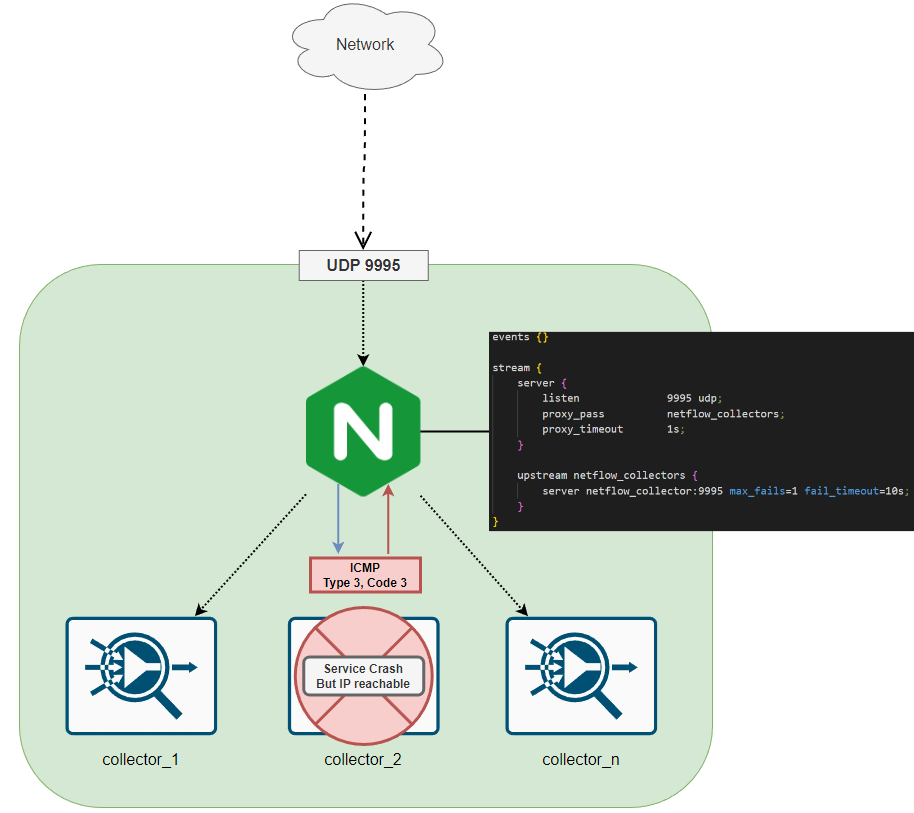 Network
UDP 9995
events {}
stream {
server {
listen 9995 udp;
proxy_pass netflow_collectors;
proxy_timeout 1s;
}
upstream netflow_collectors {
server netflow_collector:9995 max_fails=1 fail_timeout=10s;
}
}
N
ICMP
Type 3, Code 3
Service Crash
But IP reachable
collector_1
collector_2
collector_n